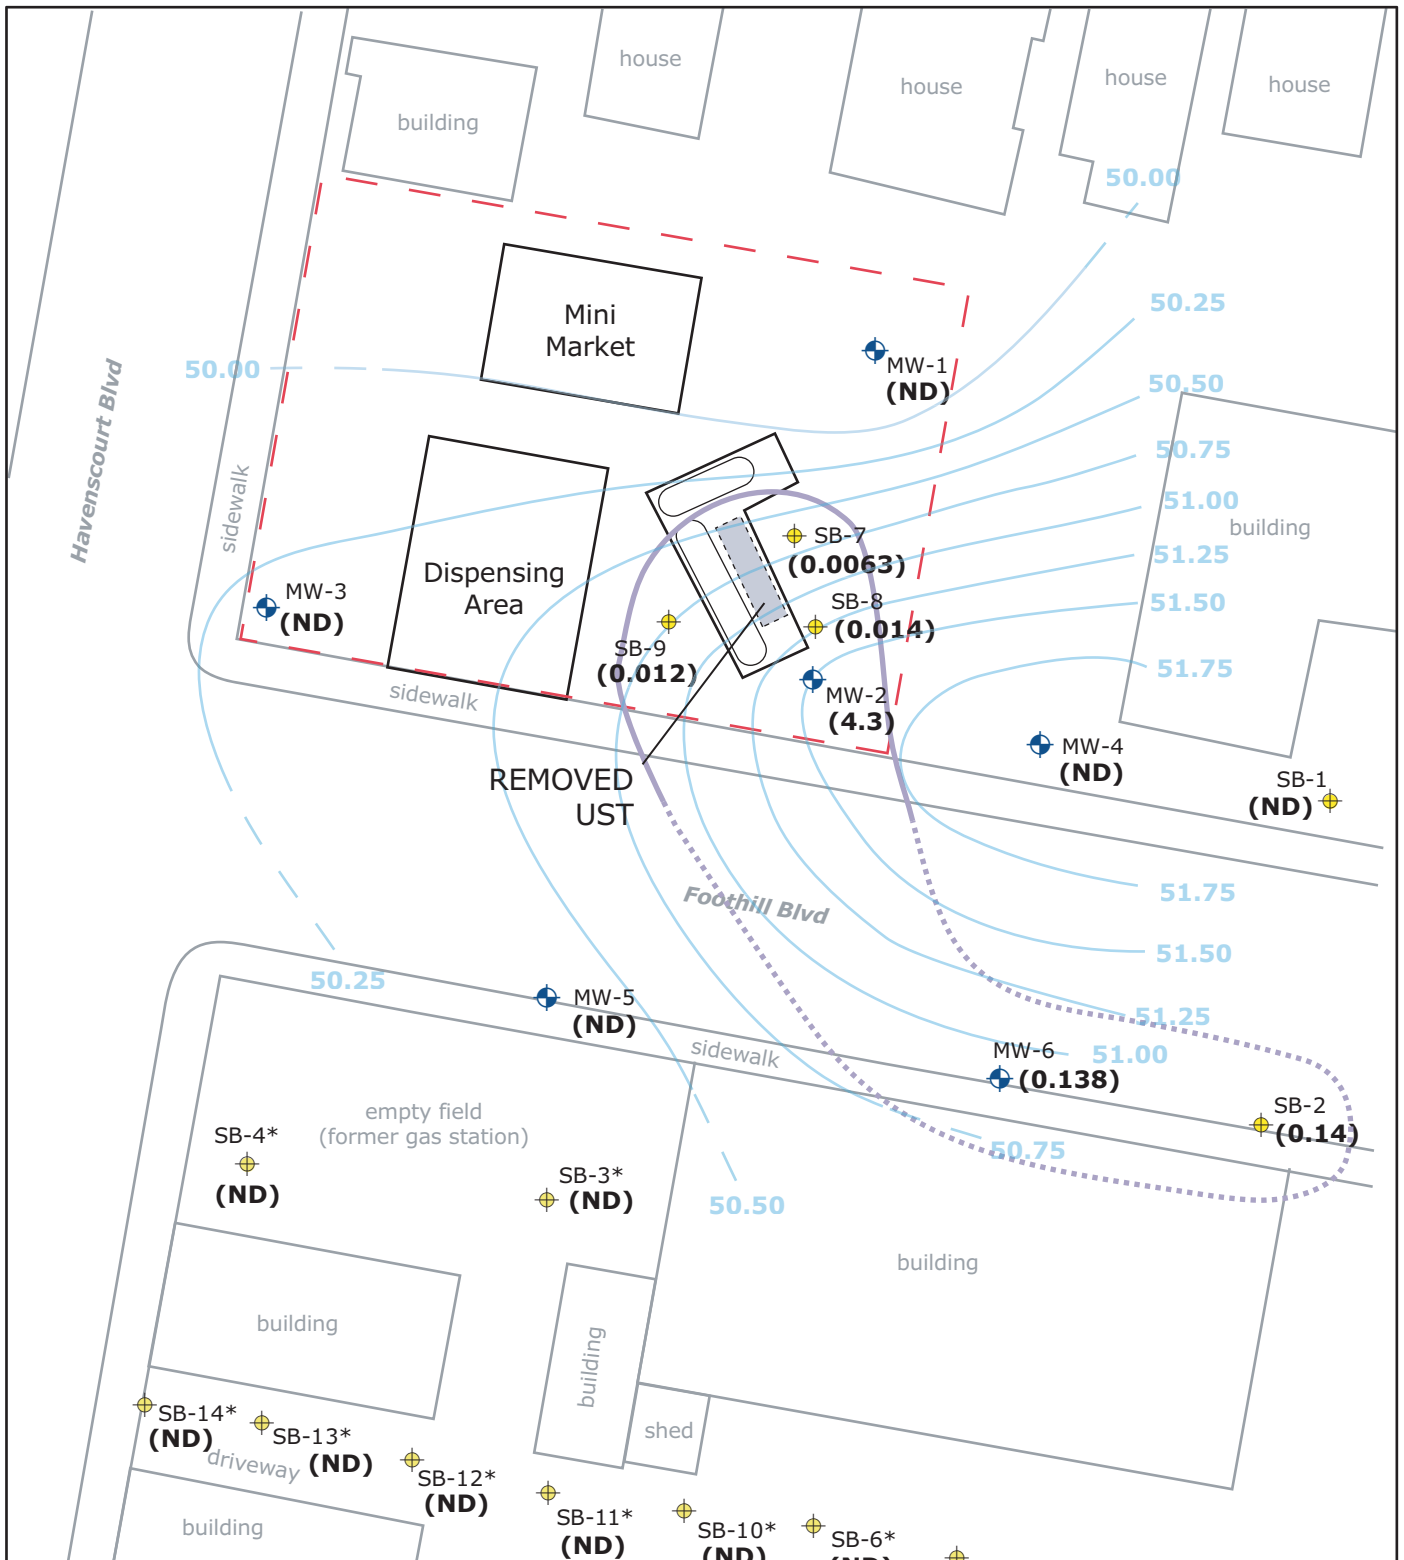 house
house
house
house
building
50.00
50.25
Mini
Market
MW-1
(ND)
50.00
50.50
50.75
51.00
building
51.25
51.50
51.75
Havenscourt Blvd
sidewalk
Dispensing
Area
SB-7
(0.0063)
MW-3
(ND)
SB-8
(0.014)
SB-9
(0.012)
MW-2
(4.3)
sidewalk
MW-4
(ND)
SB-1
(ND)
REMOVED
UST
Foothill Blvd
51.75
51.50
50.25
MW-5
(ND)
51.25
51.00
sidewalk
MW-6
(0.138)
SB-2
(0.14)
empty field
(former gas station)
SB-4*
(ND)
50.75
SB-3*
(ND)
50.50
building
building
building
shed
SB-14*
(ND)
SB-13*
(ND)
driveway
SB-12*
(ND)
building
SB-11*
(ND)
SB-10*
(ND)
SB-6*
(ND)